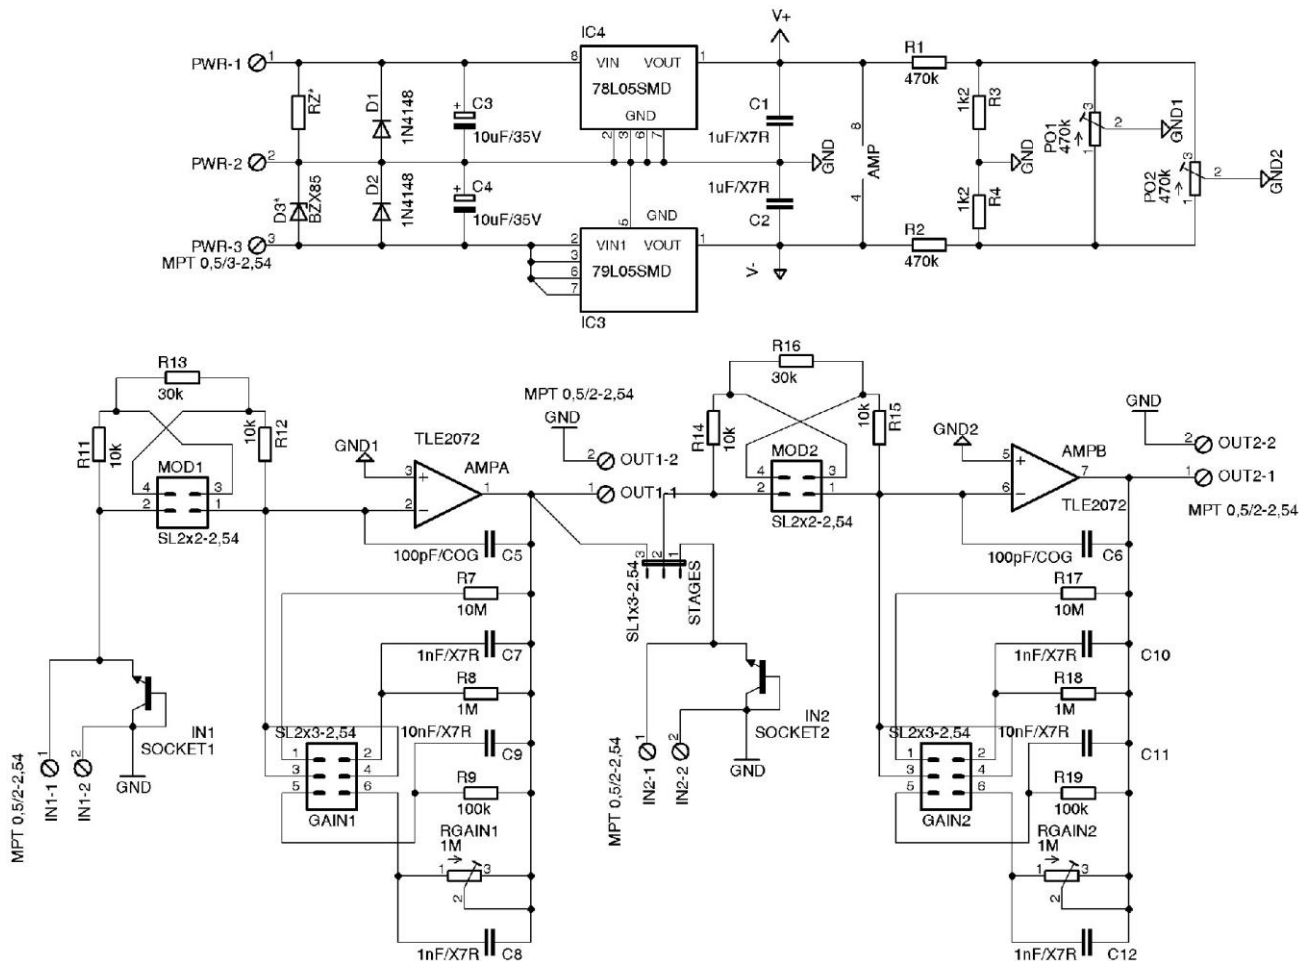 V+
IC4
PWR-1
1
8
VIN
VOUT
1
R1
470k
78L05SMD
GND
2
3
6
7
RZ*
D1
1N4148
+
C3
10uF/35V
C1
1uF/X7R
8
AMP
4
1k2
R3
PO1
470k
3
2
1
GND1
PWR-2
2
GND
GND
PO2
470k
3
2
1
GND2
D3*
BZX85
D2
1N4148
+
C4
10uF/35V
1uF/X7R
C2
1k2
R4
5
GND
PWR-3
3
MPT 0,5/3-2,54
2
3
6
7
VIN1
VOUT
1
79L05SMD
IC3
V-
R2
470k
R13
30k
R11
10k
10k
R12
MOD1
4
3
2
1
SL2x2-2,54
GND1
TLE2072
3
+
2
−
AMPA
1
MPT 0,5/2-2,54
GND
2
OUT1-2
1
OUT1-1
100pF/COG
C5
R7
10M
1nF/X7R
C7
R8
1M
10nF/X7R
C9
R9
100k
RGAIN1
1M
1
3
2
1nF/X7R
C8
SL2x3-2,54
1
2
3
4
5
6
GAIN1
IN1
SOCKET1
GND
1
IN1-1
2
IN1-2
MPT 0,5/2-2,54
R16
30k
R14
10k
10k
R15
MOD2
4
3
2
1
SL2x2-2,54
SL1x3-2.54
3
2
1
STAGES
GND2
5
+
6
−
AMPB
7
TLE2072
GND
2
OUT2-2
1
OUT2-1
MPT 0,5/2-2,54
100pF/COG
C6
R17
10M
1nF/X7R
C10
R18
1M
10nF/X7R
C11
R19
100k
RGAIN2
1M
1
3
2
1nF/X7R
C12
SL2x3-2,54
1
2
3
4
5
6
GAIN2
IN2
SOCKET2
GND
1
IN2-1
2
IN2-2
MPT 0,5/2-2,54